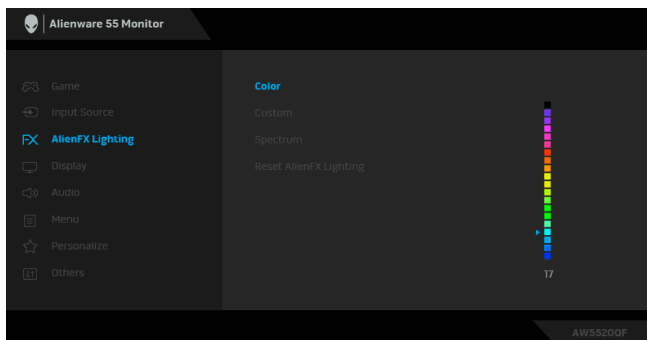 Alienware 55 Monitor
Game
Input Source
FX AlienFX Lighting
Display
Audio
Menu
Personalize
Others
Color
Custom
Spectrum
Reset AlienFX Lighting
17
AW5520QF